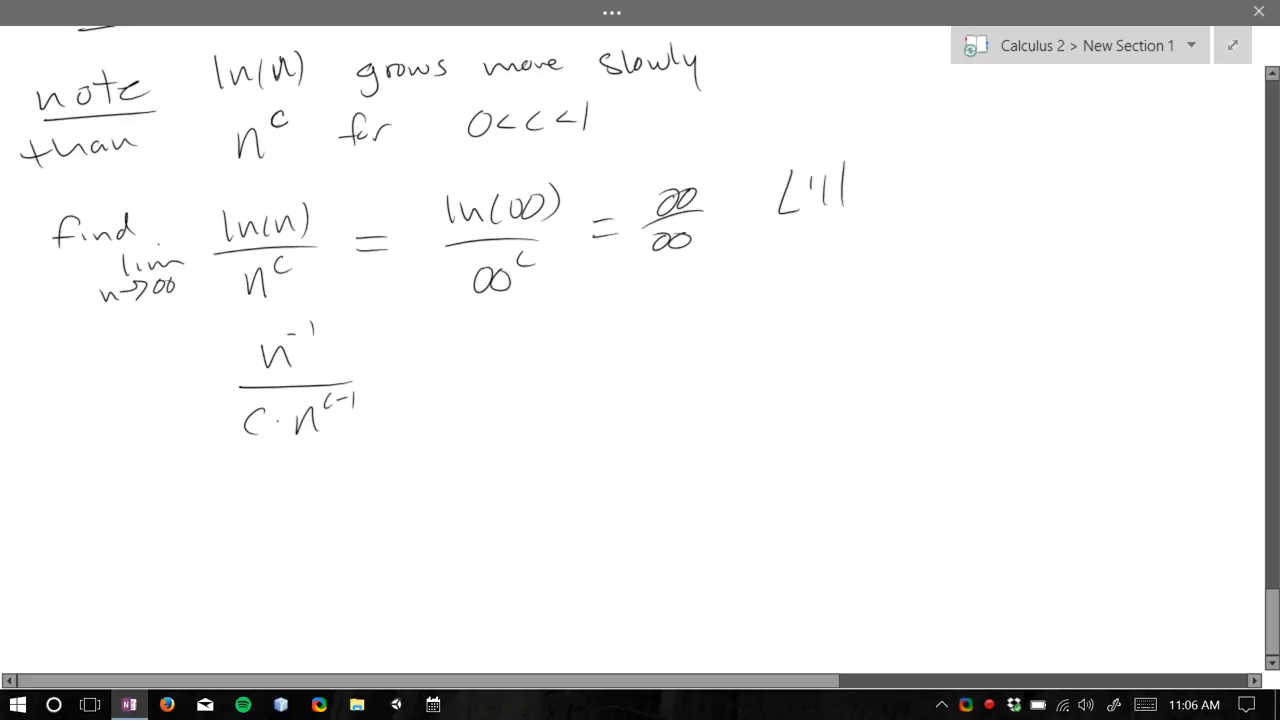 Calculus 2 > New Section 1
note ln(n) grows more slowly
than n^c for 0<c<1
find lim n→∞ ln(n)/n^c = ln(∞)/∞^c = ∞/∞ L'H
n^-1/c·n^c-1
11:06 AM